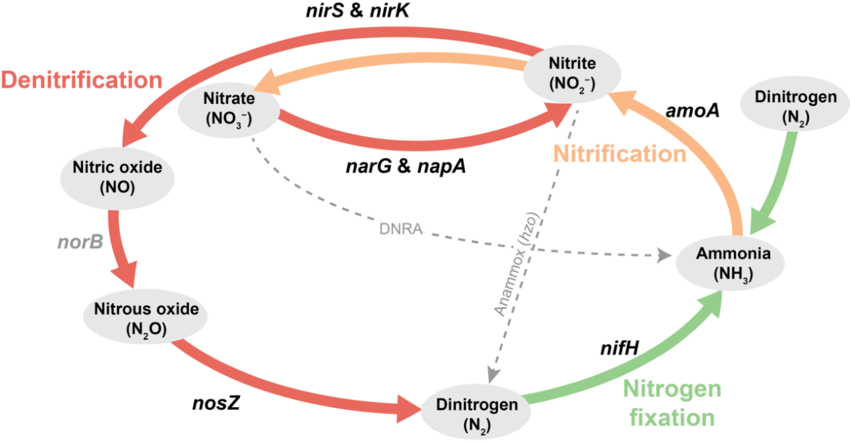 nirS & nirK
Denitrification
Nitrite
(NO₂⁻)
Nitrate
(NO₃⁻)
amoA
Dinitrogen
(N₂)
narG & napA
Nitrification
Nitric oxide
(NO)
DNRA
norB
Anammox (hzo)
Ammonia
(NH₃)
Nitrous oxide
(N₂O)
nifH
nosZ
Dinitrogen
(N₂)
Nitrogen
fixation